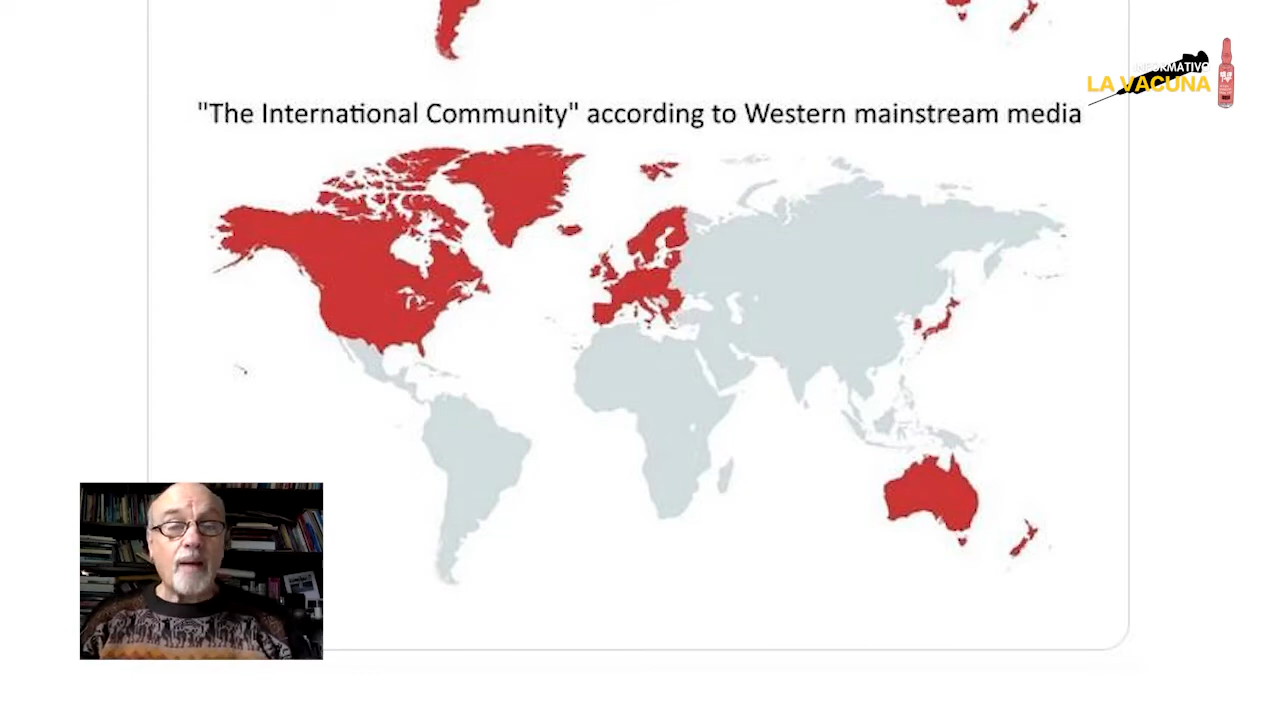 INFORMATIVO
LA VACUNA
"The International Community" according to Western mainstream media